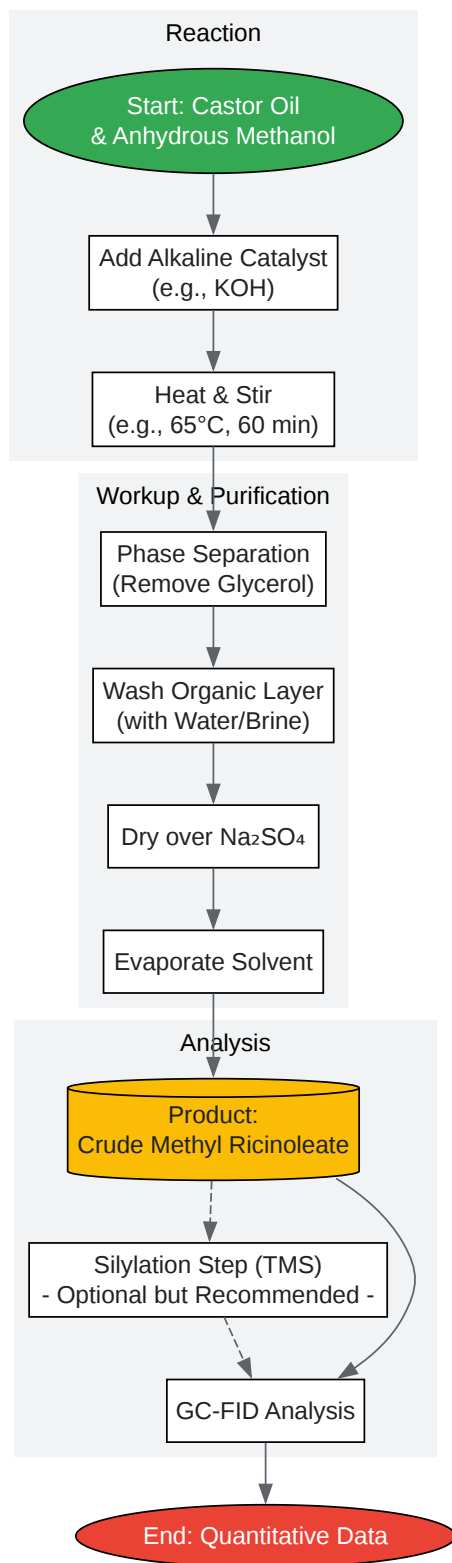 Reaction
Start: Castor Oil
& Anhydrous Methanol
Add Alkaline Catalyst
(e.g., KOH)
Heat & Stir
(e.g., 65°C, 60 min)
Workup & Purification
Phase Separation
(Remove Glycerol)
Wash Organic Layer
(with Water/Brine)
Dry over Na₂SO₄
Evaporate Solvent
Analysis
Product:
Crude Methyl Ricinoleate
Silylation Step (TMS)
- Optional but Recommended -
GC-FID Analysis
End: Quantitative Data